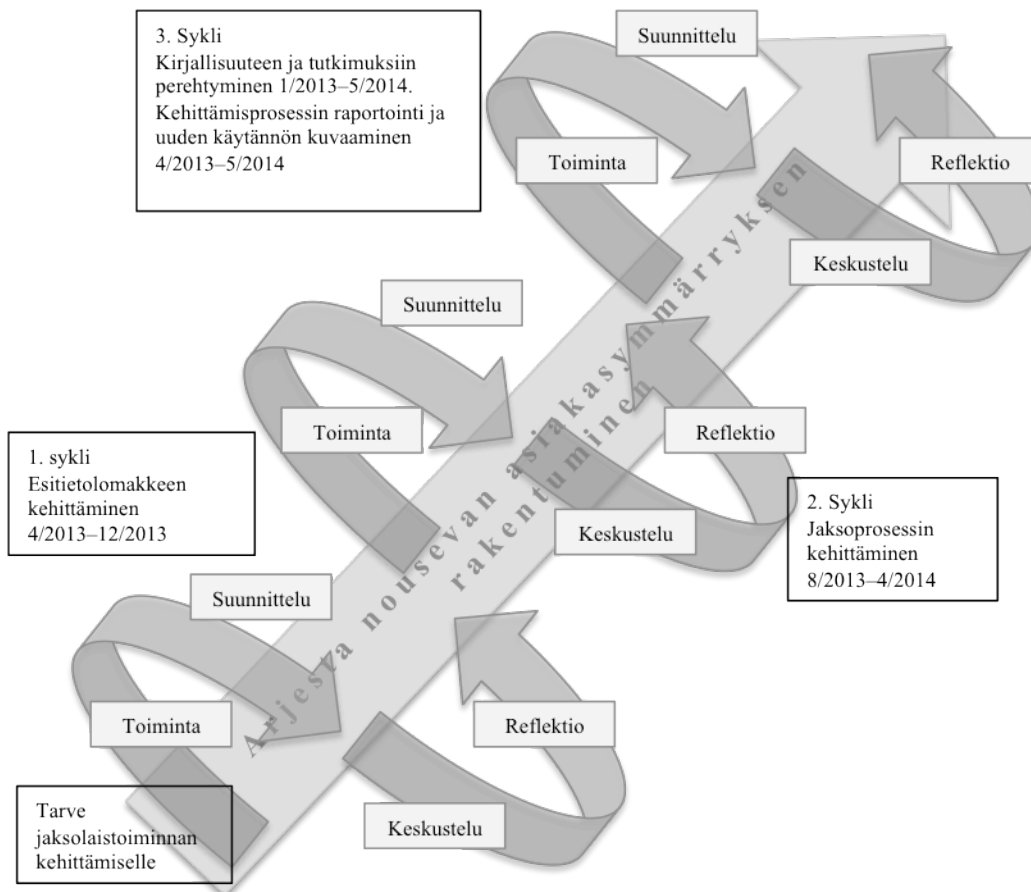 3. Sykli
Kirjallisuuteen ja tutkimuksiin
perehtyminen 1/2013–5/2014.
Kehittämisprosessin raportointi ja
uuden käytännön kuvaaminen
4/2013–5/2014
Suunnittelu
Toiminta
Reflektio
Keskustelu
Suunnittelu
Toiminta
Reflektio
Keskustelu
1. sykli
Esitietolomakkeen
kehittäminen
4/2013–12/2013
2. Sykli
Jaksoprosessin
kehittäminen
8/2013–4/2014
Suunnittelu
Toiminta
Reflektio
Keskustelu
Tarve
jaksolaistoiminnan
kehittämiselle
Arjesta nousevan asiakasymmärryksen
rakentuminen